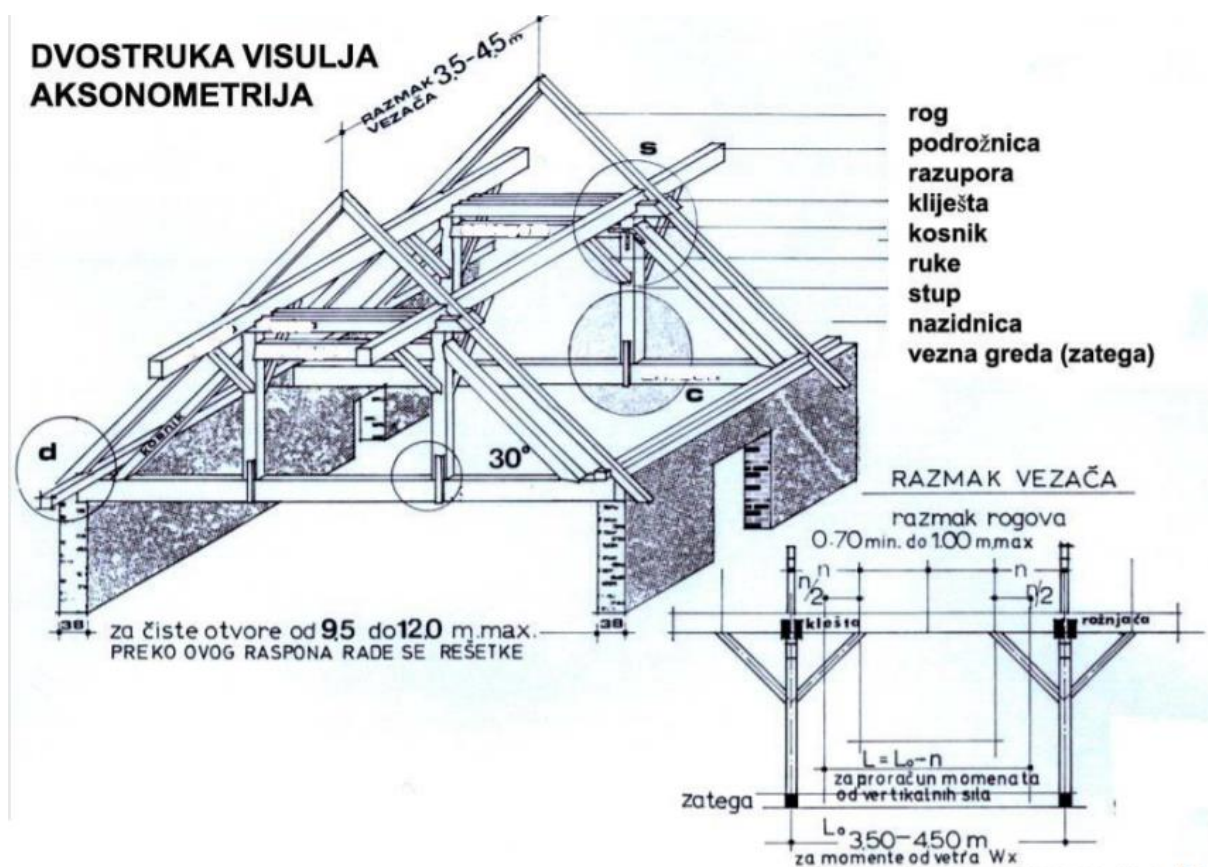 DVOSTRUKA VISULJA
AKSONOMETRIJA
RAZMAK 3,5-4,5 m
VEZAČA
rog
podrožnica
razupora
kliješta
kosnik
ruke
stup
nazidnica
vezna greda (zatega)
s
c
d
kosnik
30°
38
za čiste otvore od 9,5 do 12,0 m.max.
38
PREKO OVOG RASPONA RADE SE REŠETKE
RAZMAK VEZAČA
razmak rogova
0.70 min. do 1.00 m,max
n
n
n/2
n/2
klešta
rožnjača
L = Lo-n
za proračun momenata
od vertikalnih sila
zatega
Lo 3,50-4,50 m
za momente od vetra Wx